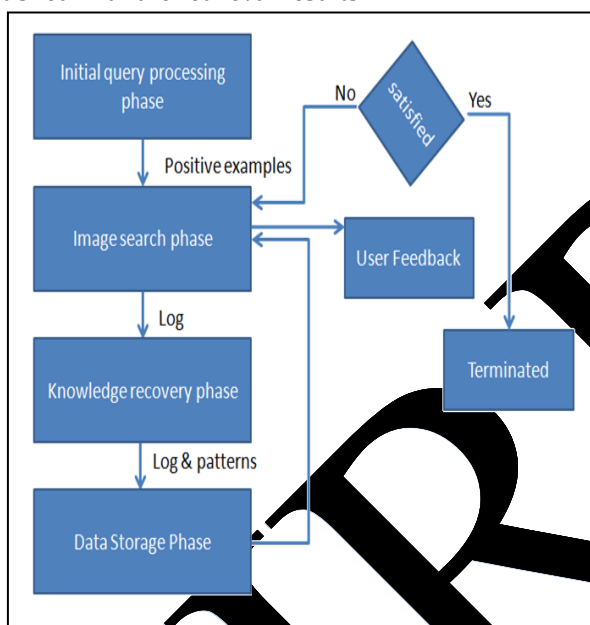 Initial query processing
phase
No
satisfied
Yes
Positive examples
Image search phase
User Feedback
Log
Terminated
Knowledge recovery phase
Log & patterns
Data Storage Phase